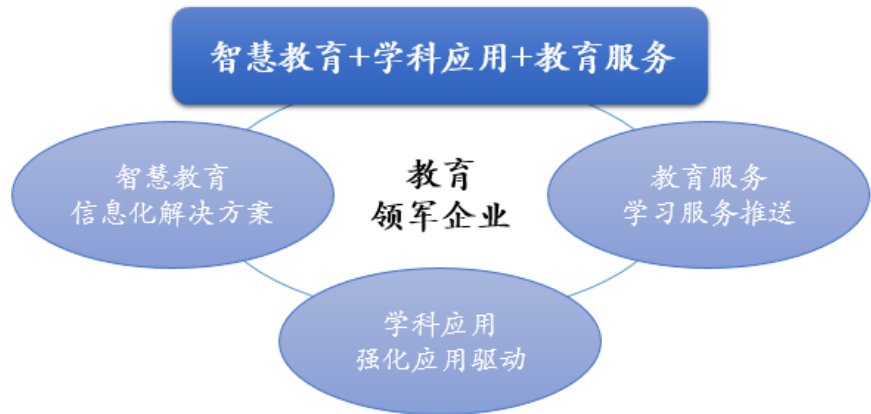 智慧教育+学科应用+教育服务
智慧教育
信息化解决方案
教育
领军企业
教育服务
学习服务推送
学科应用
强化应用驱动